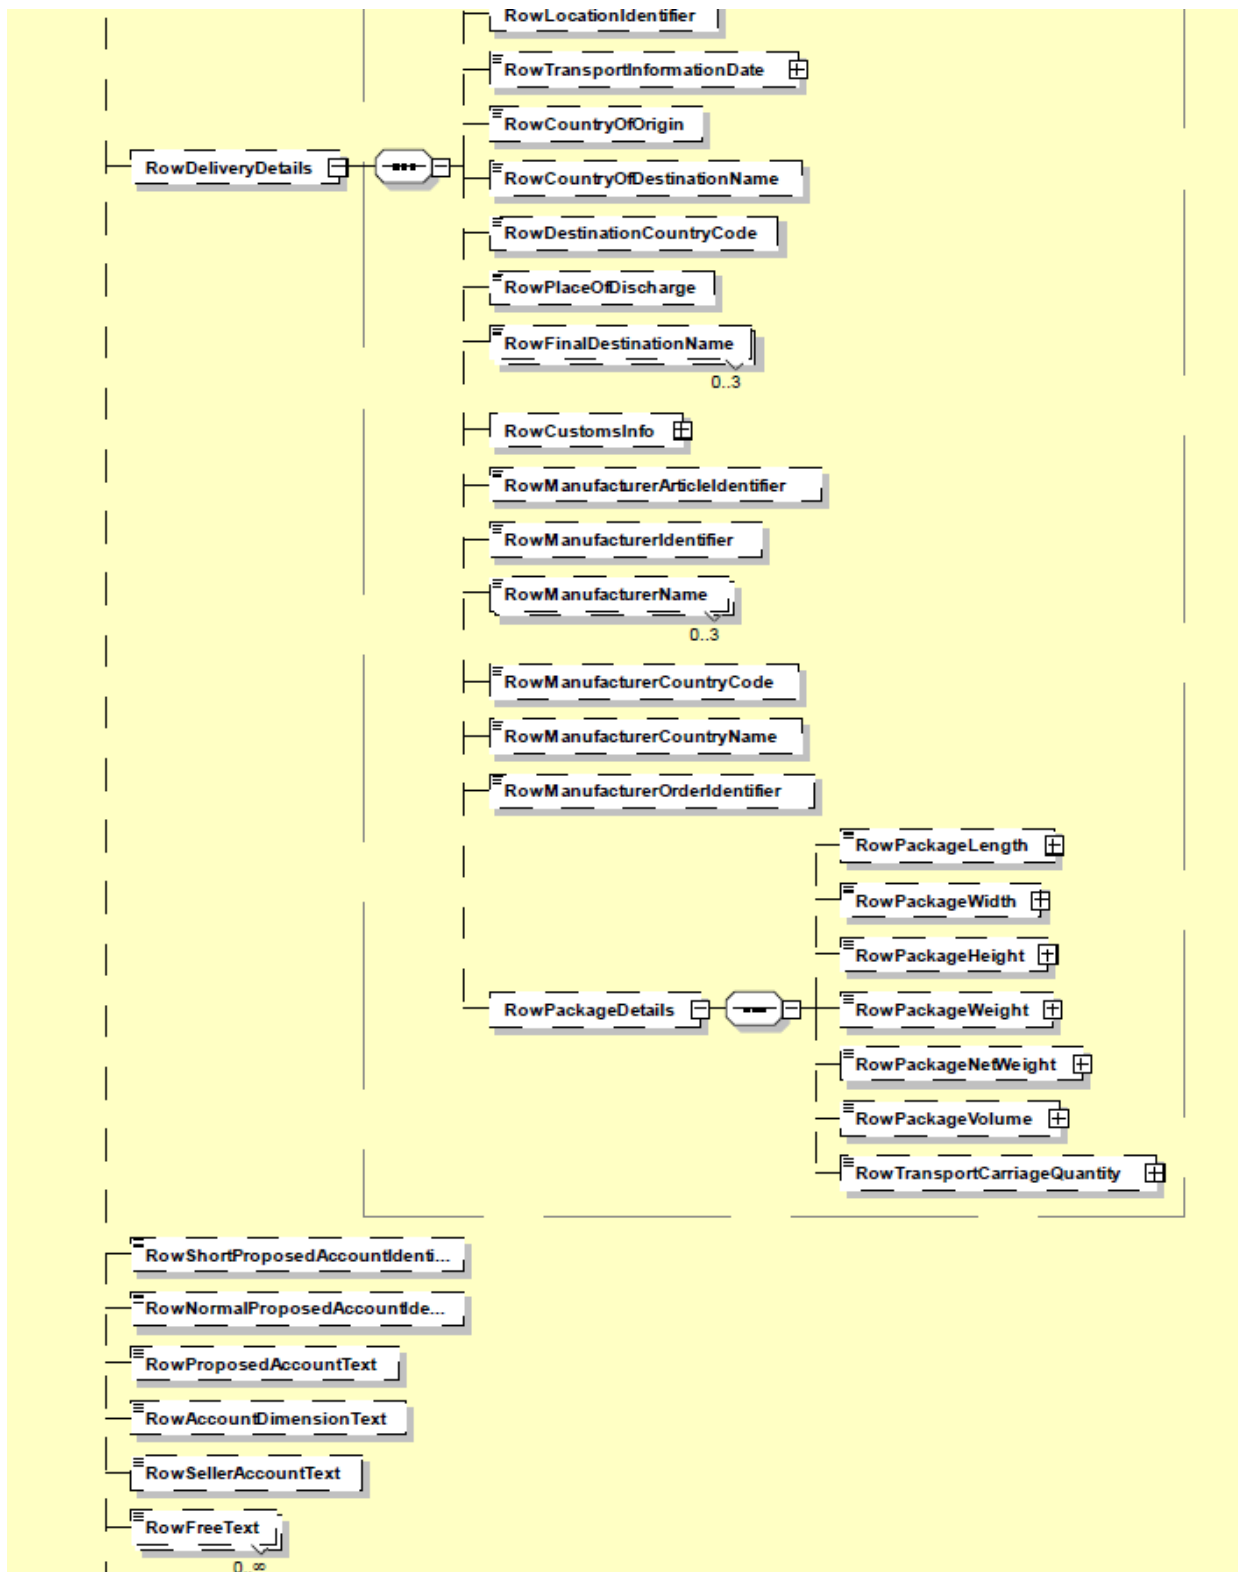 RowLocationIdentifier
RowTransportInformationDate
RowCountryOfOrigin
RowDeliveryDetails
RowCountryOfDestinationName
RowDestinationCountryCode
RowPlaceOfDischarge
RowFinalDestinationName
0..3
RowCustomsInfo
RowManufacturerArticleIdentifier
RowManufacturerIdentifier
RowManufacturerName
0..3
RowManufacturerCountryCode
RowManufacturerCountryName
RowManufacturerOrderIdentifier
RowPackageLength
RowPackageWidth
RowPackageHeight
RowPackageDetails
RowPackageWeight
RowPackageNetWeight
RowPackageVolume
RowTransportCarriageQuantity
RowShortProposedAccountIdenti...
RowNormalProposedAccountIde...
RowProposedAccountText
RowAccountDimensionText
RowSellerAccountText
RowFreeText
0..∞